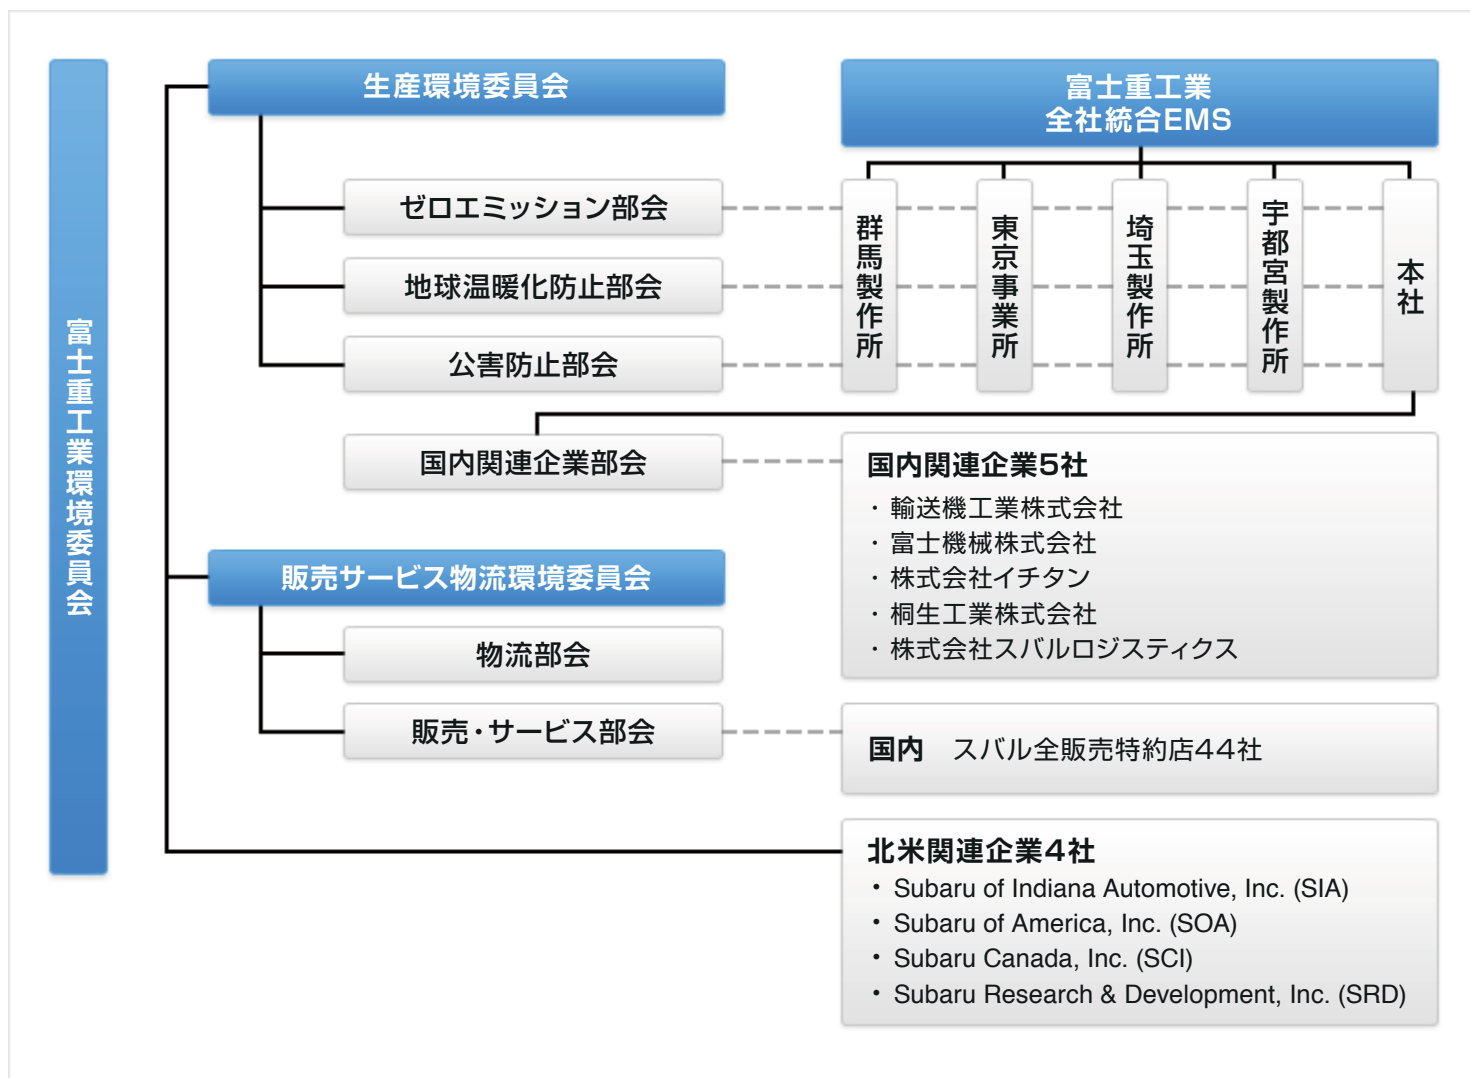 富士重工業環境委員会
生産環境委員会
ゼロエミッション部会
地球温暖化防止部会
公害防止部会
国内関連企業部会
富士重工業
全社統合EMS
群馬製作所
東京事業所
埼玉製作所
宇都宮製作所
本社
国内関連企業5社
・輸送機工業株式会社
・富士機械株式会社
・株式会社イチタン
・桐生工業株式会社
・株式会社スバルロジスティクス
販売サービス物流環境委員会
物流部会
販売・サービス部会
国内　スバル全販売特約店44社
北米関連企業4社
・Subaru of Indiana Automotive, Inc. (SIA)
・Subaru of America, Inc. (SOA)
・Subaru Canada, Inc. (SCI)
・Subaru Research & Development, Inc. (SRD)